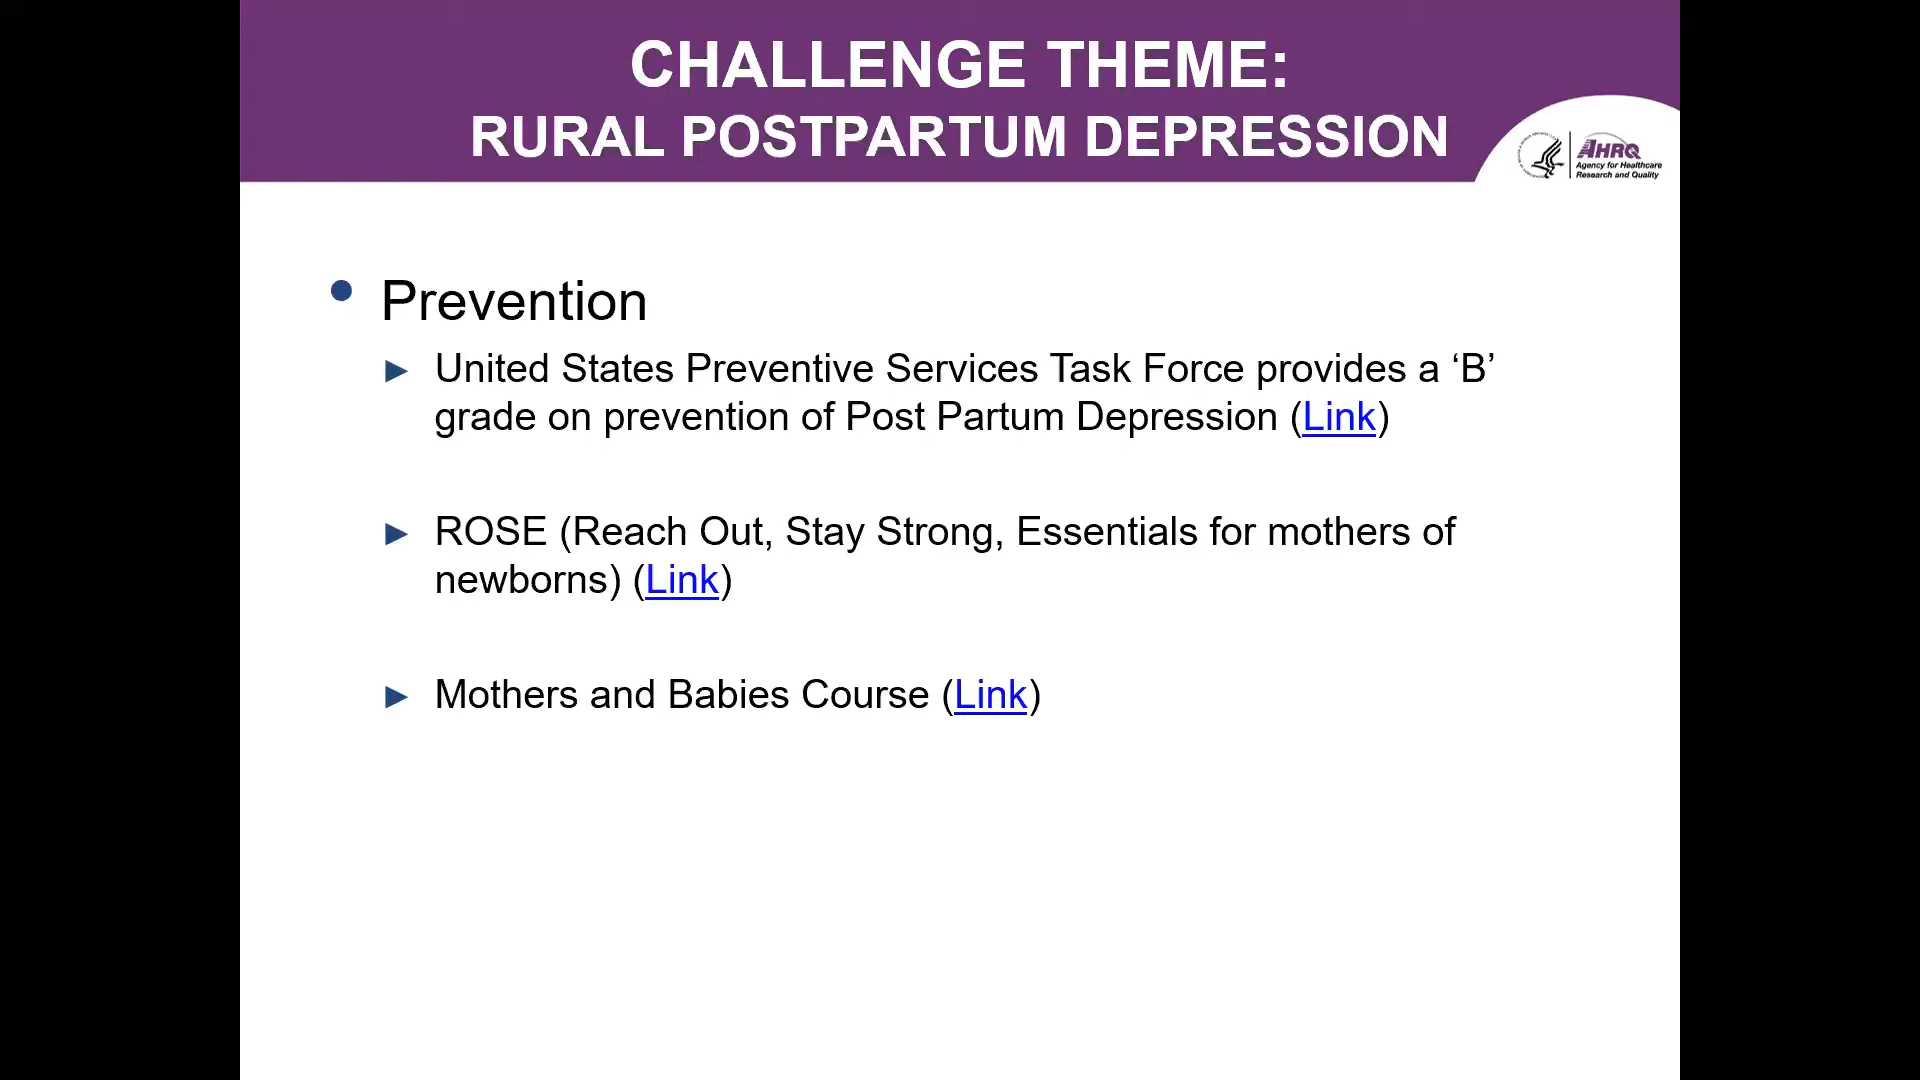 CHALLENGE THEME:
RURAL POSTPARTUM DEPRESSION
AHRQ
Agency for Healthcare
Research and Quality
• Prevention
► United States Preventive Services Task Force provides a ‘B’
grade on prevention of Post Partum Depression (Link)
► ROSE (Reach Out, Stay Strong, Essentials for mothers of
newborns) (Link)
► Mothers and Babies Course (Link)